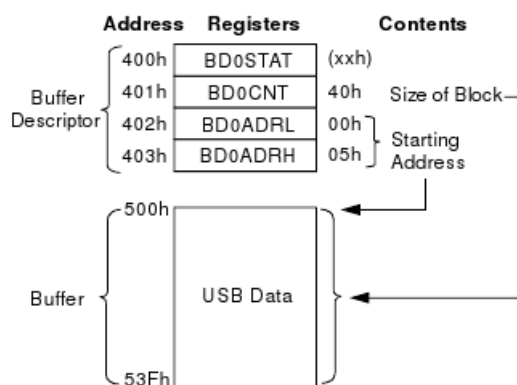 Address Registers Contents
400h BD0STAT (xxh)
401h BD0CNT 40h Size of Block
Buffer
Descriptor
402h BD0ADRL 00h
403h BD0ADRH 05h
Starting
Address
500h
Buffer USB Data
53Fh